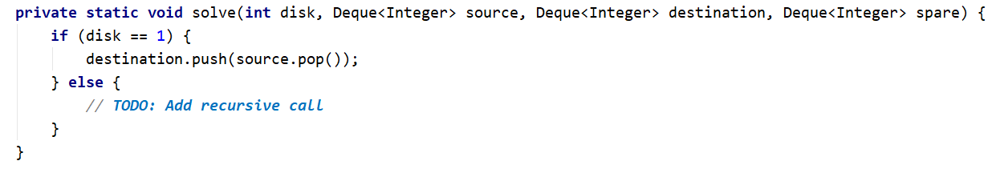 private static void solve(int disk, Deque<Integer> source, Deque<Integer> destination, Deque<Integer> spare) {
    if (disk == 1) {
        destination.push(source.pop());
    } else {
        // TODO: Add recursive call
    }
}